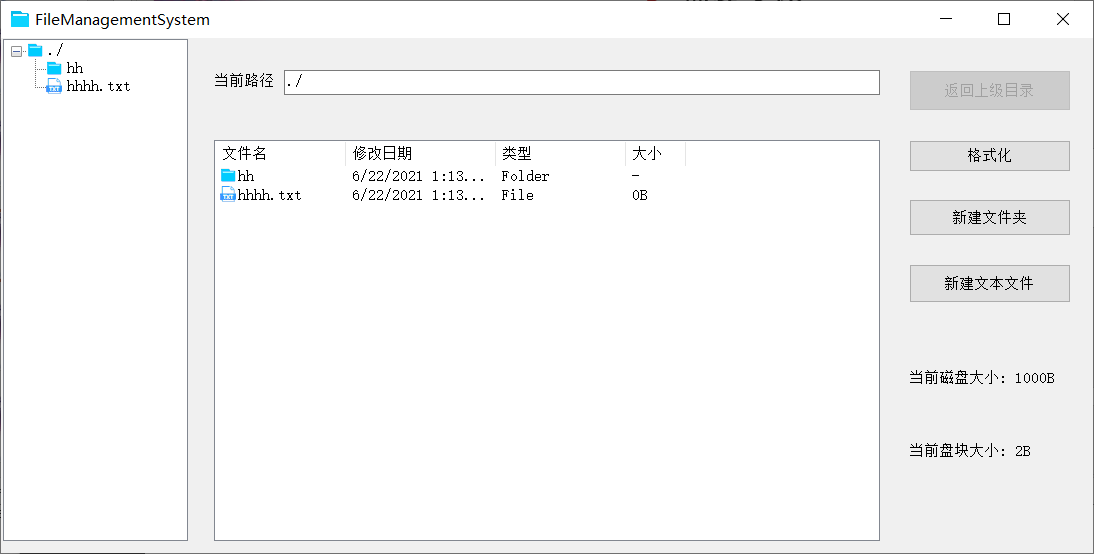 FileManagementSystem
./
hh
hhhh.txt
当前路径 ./
返回上级目录
文件名 修改日期 类型 大小
hh 6/22/2021 1:13... Folder -
hhhh.txt 6/22/2021 1:13... File 0B
格式化
新建文件夹
新建文本文件
当前磁盘大小: 1000B
当前盘块大小: 2B